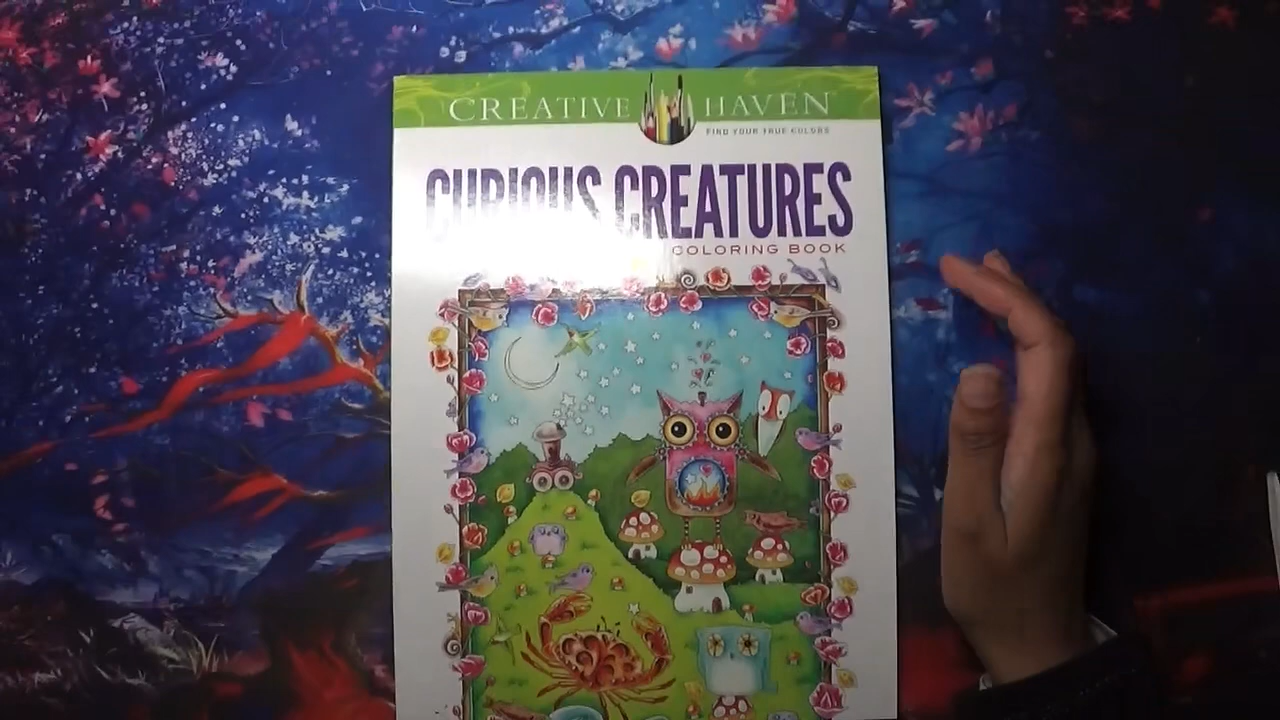 CREATIVE HAVEN
FIND YOUR TRUE COLORS
CURIOUS CREATURES
COLORING BOOK